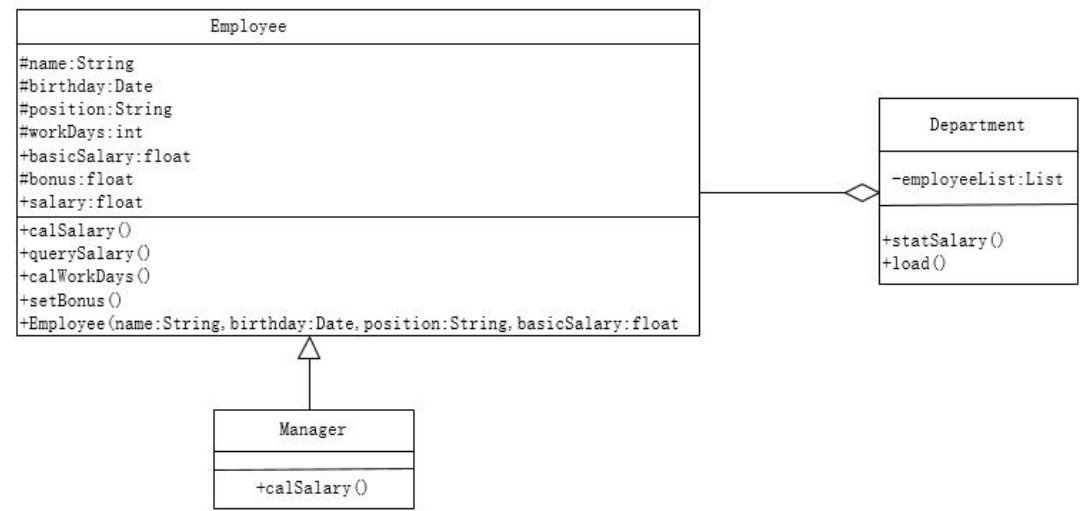 Employee
#name:String
#birthday:Date
#position:String
#workDays:int
+basicSalary:float
#bonus:float
+salary:float
+calSalary()
+querySalary()
+calWorkDays()
+setBonus()
+Employee(name:String,birthday:Date,position:String,basicSalary:float
Department
-employeeList:List
+statSalary()
+load()
Manager
+calSalary()